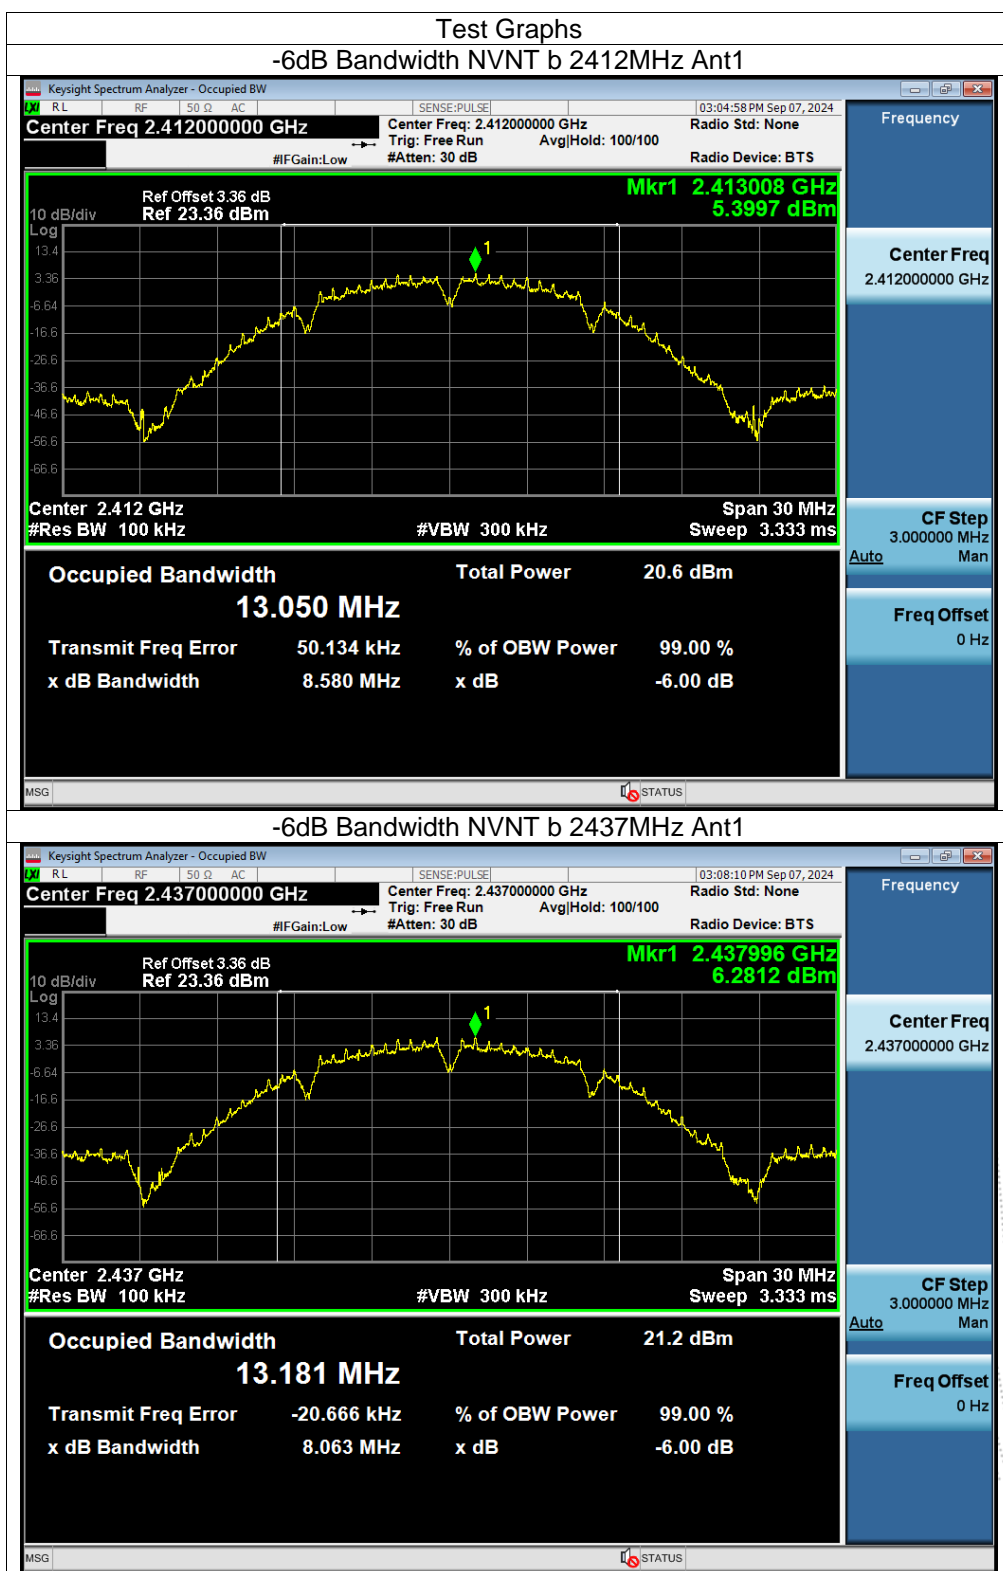 Test Graphs
-6dB Bandwidth NVNT b 2412MHz Ant1
Keysight Spectrum Analyzer - Occupied BW
LXI RL RF 50 Ω AC SENSE:PULSE 03:04:58 PM Sep 07, 2024
Center Freq 2.412000000 GHz Center Freq: 2.412000000 GHz Radio Std: None Frequency
Trig: Free Run Avg|Hold: 100/100
#IFGain:Low #Atten: 30 dB Radio Device: BTS
Mkr1 2.413008 GHz
Ref Offset 3.36 dB 5.3997 dBm
10 dB/div Ref 23.36 dBm
Log
13.4
1
3.36
-6.64
-16.6
-26.6
-36.6
-46.6
-56.6
-66.6
Center Freq
2.412000000 GHz
Center 2.412 GHz Span 30 MHz
#Res BW 100 kHz #VBW 300 kHz Sweep 3.333 ms
CF Step
3.000000 MHz
Auto Man
Occupied Bandwidth Total Power 20.6 dBm
13.050 MHz
Freq Offset
0 Hz
Transmit Freq Error 50.134 kHz % of OBW Power 99.00 %
x dB Bandwidth 8.580 MHz x dB -6.00 dB
MSG STATUS
-6dB Bandwidth NVNT b 2437MHz Ant1
Keysight Spectrum Analyzer - Occupied BW
LXI RL RF 50 Ω AC SENSE:PULSE 03:08:10 PM Sep 07, 2024
Center Freq 2.437000000 GHz Center Freq: 2.437000000 GHz Radio Std: None Frequency
Trig: Free Run Avg|Hold: 100/100
#IFGain:Low #Atten: 30 dB Radio Device: BTS
Mkr1 2.437996 GHz
Ref Offset 3.36 dB 6.2812 dBm
10 dB/div Ref 23.36 dBm
Log
13.4
1
3.36
-6.64
-16.6
-26.6
-36.6
-46.6
-56.6
-66.6
Center Freq
2.437000000 GHz
Center 2.437 GHz Span 30 MHz
#Res BW 100 kHz #VBW 300 kHz Sweep 3.333 ms
CF Step
3.000000 MHz
Auto Man
Occupied Bandwidth Total Power 21.2 dBm
13.181 MHz
Freq Offset
0 Hz
Transmit Freq Error -20.666 kHz % of OBW Power 99.00 %
x dB Bandwidth 8.063 MHz x dB -6.00 dB
MSG STATUS